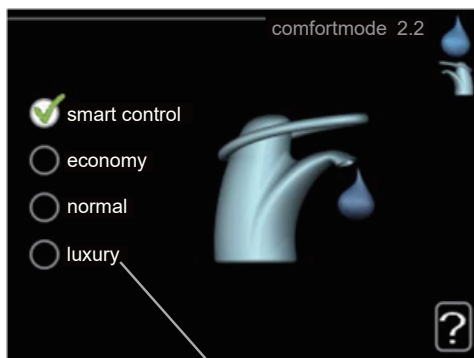 comfortmode 2.2
smart control
economy
normal
luxury
?